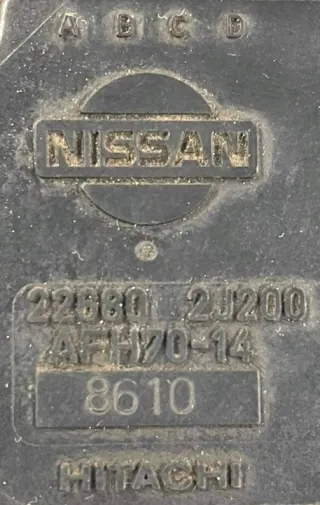 A B C D
NISSAN
22680 2J200
AFH70-14
8610
HITACHI